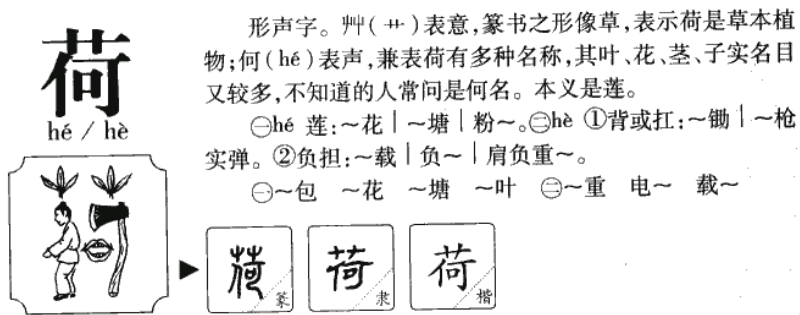 荷
hé / hè
形声字。艸(艹)表意,篆书之形像草,表示荷是草本植
物;何(hé)表声,兼表荷有多种名称,其叶、花、茎、子实名目
又较多,不知道的人常问是何名。本义是莲。
㊀hé 莲:～花|～塘|粉～。㊁hè ①背或扛:～锄|～枪
实弹。②负担:～载|负～|肩负重～。
㊀～包 ～花 ～塘 ～叶 ㊁～重 电～ 载～
荷 篆 荷 隶 荷 楷